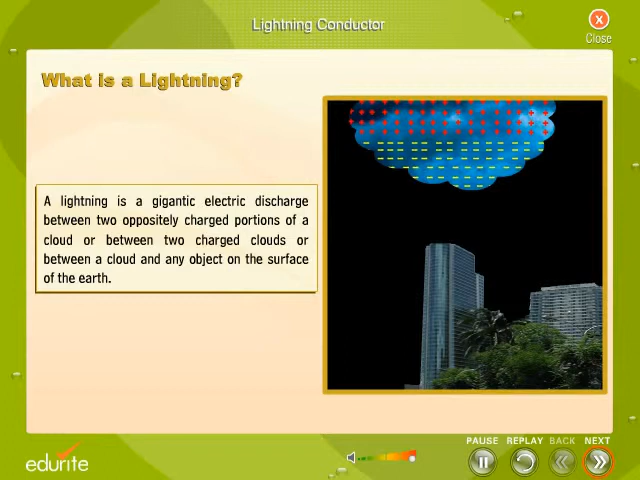 Lightning Conductor
Close
What is a Lightning?
A lightning is a gigantic electric discharge
between two oppositely charged portions of a
cloud or between two charged clouds or
between a cloud and any object on the surface
of the earth.
PAUSE REPLAY BACK NEXT
edurite